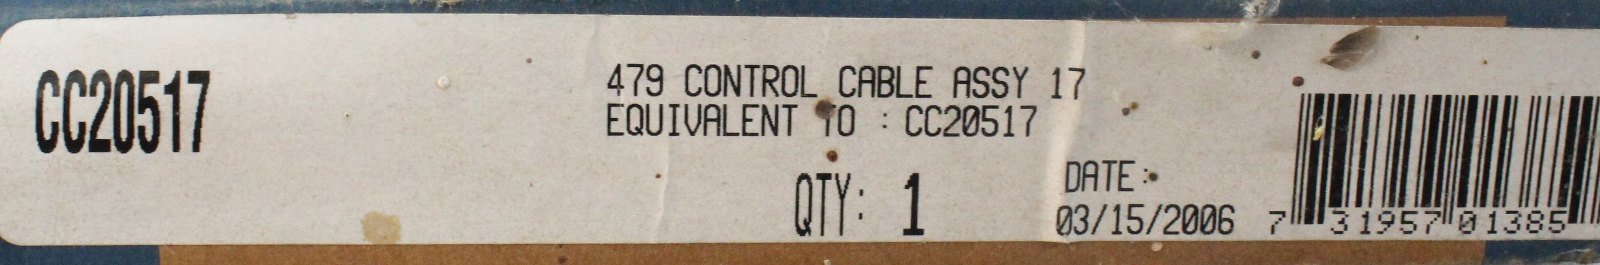 CC20517
479 CONTROL CABLE ASSY 17
EQUIVALENT TO : CC20517
QTY: 1
DATE:
03/15/2006
7 31957 01385